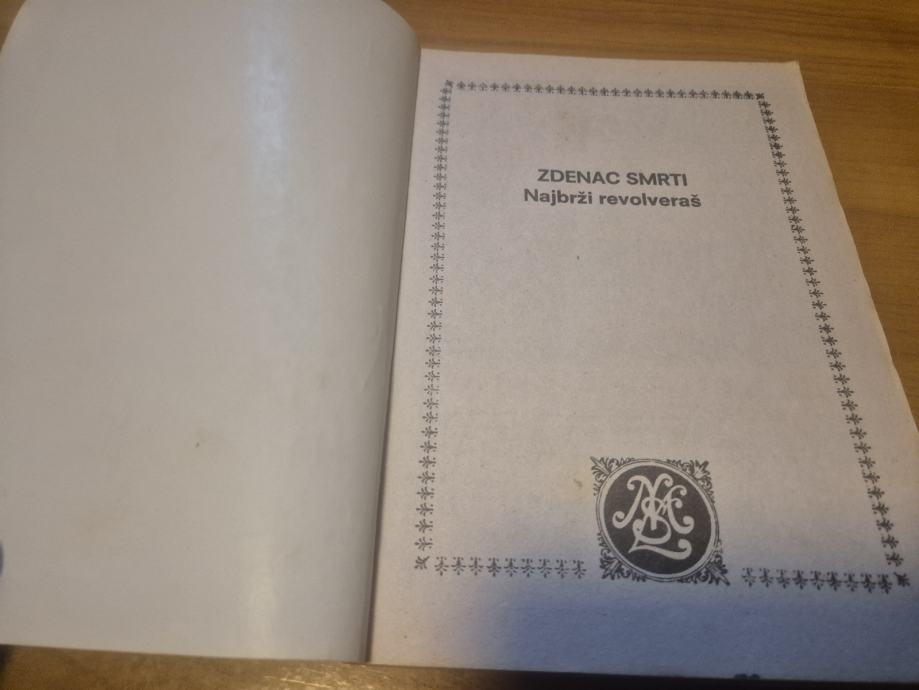 ZDENAC SMRTI
Najbrži revolveraš